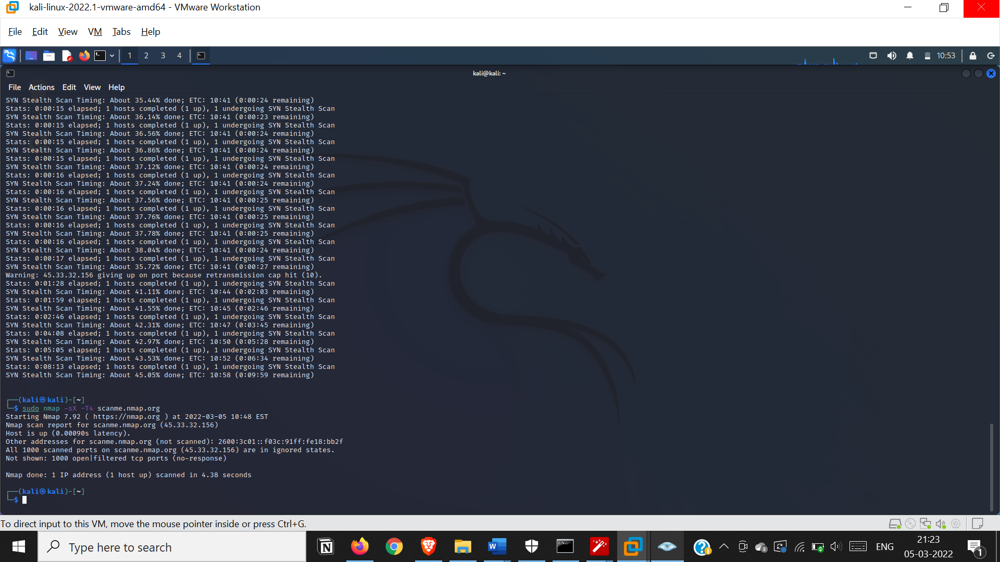 kali-linux-2022.1-vmware-amd64 - VMware Workstation
File Edit View VM Tabs Help
1 2 3 4 10:53
kali@kali: ~
File Actions Edit View Help
SYN Stealth Scan Timing: About 35.44% done; ETC: 10:41 (0:00:24 remaining)
Stats: 0:00:15 elapsed; 1 hosts completed (1 up), 1 undergoing SYN Stealth Scan
SYN Stealth Scan Timing: About 36.14% done; ETC: 10:41 (0:00:23 remaining)
Stats: 0:00:15 elapsed; 1 hosts completed (1 up), 1 undergoing SYN Stealth Scan
SYN Stealth Scan Timing: About 36.56% done; ETC: 10:41 (0:00:24 remaining)
Stats: 0:00:15 elapsed; 1 hosts completed (1 up), 1 undergoing SYN Stealth Scan
SYN Stealth Scan Timing: About 36.86% done; ETC: 10:41 (0:00:24 remaining)
Stats: 0:00:15 elapsed; 1 hosts completed (1 up), 1 undergoing SYN Stealth Scan
SYN Stealth Scan Timing: About 37.12% done; ETC: 10:41 (0:00:24 remaining)
Stats: 0:00:16 elapsed; 1 hosts completed (1 up), 1 undergoing SYN Stealth Scan
SYN Stealth Scan Timing: About 37.24% done; ETC: 10:41 (0:00:24 remaining)
Stats: 0:00:16 elapsed; 1 hosts completed (1 up), 1 undergoing SYN Stealth Scan
SYN Stealth Scan Timing: About 37.56% done; ETC: 10:41 (0:00:25 remaining)
Stats: 0:00:16 elapsed; 1 hosts completed (1 up), 1 undergoing SYN Stealth Scan
SYN Stealth Scan Timing: About 37.76% done; ETC: 10:41 (0:00:25 remaining)
Stats: 0:00:16 elapsed; 1 hosts completed (1 up), 1 undergoing SYN Stealth Scan
SYN Stealth Scan Timing: About 37.78% done; ETC: 10:41 (0:00:25 remaining)
Stats: 0:00:16 elapsed; 1 hosts completed (1 up), 1 undergoing SYN Stealth Scan
SYN Stealth Scan Timing: About 38.04% done; ETC: 10:41 (0:00:24 remaining)
Stats: 0:00:17 elapsed; 1 hosts completed (1 up), 1 undergoing SYN Stealth Scan
SYN Stealth Scan Timing: About 35.72% done; ETC: 10:41 (0:00:27 remaining)
Warning: 45.33.32.156 giving up on port because retransmission cap hit (10).
Stats: 0:01:28 elapsed; 1 hosts completed (1 up), 1 undergoing SYN Stealth Scan
SYN Stealth Scan Timing: About 41.11% done; ETC: 10:44 (0:02:03 remaining)
Stats: 0:01:59 elapsed; 1 hosts completed (1 up), 1 undergoing SYN Stealth Scan
SYN Stealth Scan Timing: About 41.55% done; ETC: 10:45 (0:02:46 remaining)
Stats: 0:02:46 elapsed; 1 hosts completed (1 up), 1 undergoing SYN Stealth Scan
SYN Stealth Scan Timing: About 42.31% done; ETC: 10:47 (0:03:45 remaining)
Stats: 0:04:08 elapsed; 1 hosts completed (1 up), 1 undergoing SYN Stealth Scan
SYN Stealth Scan Timing: About 42.97% done; ETC: 10:50 (0:05:28 remaining)
Stats: 0:05:05 elapsed; 1 hosts completed (1 up), 1 undergoing SYN Stealth Scan
SYN Stealth Scan Timing: About 43.53% done; ETC: 10:52 (0:06:34 remaining)
Stats: 0:08:13 elapsed; 1 hosts completed (1 up), 1 undergoing SYN Stealth Scan
SYN Stealth Scan Timing: About 45.05% done; ETC: 10:58 (0:09:59 remaining)
┌──(kali㉿kali)-[~]
└─$ sudo nmap -sX -T4 scanme.nmap.org
Starting Nmap 7.92 ( https://nmap.org ) at 2022-03-05 10:48 EST
Nmap scan report for scanme.nmap.org (45.33.32.156)
Host is up (0.00090s latency).
Other addresses for scanme.nmap.org (not scanned): 2600:3c01::f03c:91ff:fe18:bb2f
All 1000 scanned ports on scanme.nmap.org (45.33.32.156) are in ignored states.
Not shown: 1000 open|filtered tcp ports (no-response)
Nmap done: 1 IP address (1 host up) scanned in 4.38 seconds
┌──(kali㉿kali)-[~]
└─$
To direct input to this VM, move the mouse pointer inside or press Ctrl+G.
Type here to search
ENG
21:23
05-03-2022
1